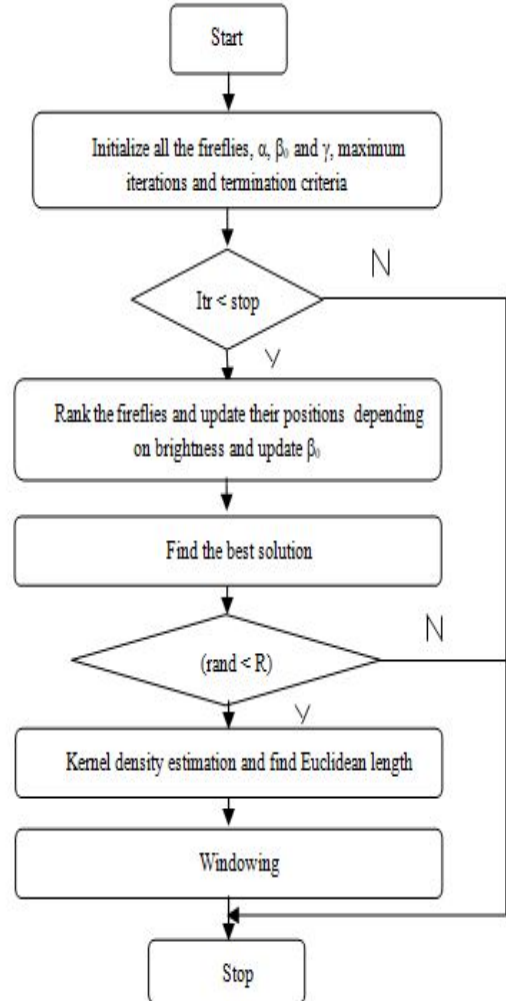 Start
Initialize all the fireflies, α, β₀ and γ, maximum
iterations and termination criteria
N
Itr < stop
y
Rank the fireflies and update their positions depending
on brightness and update β₀
Find the best solution
N
(rand < R)
y
Kernel density estimation and find Euclidean length
Windowing
Stop